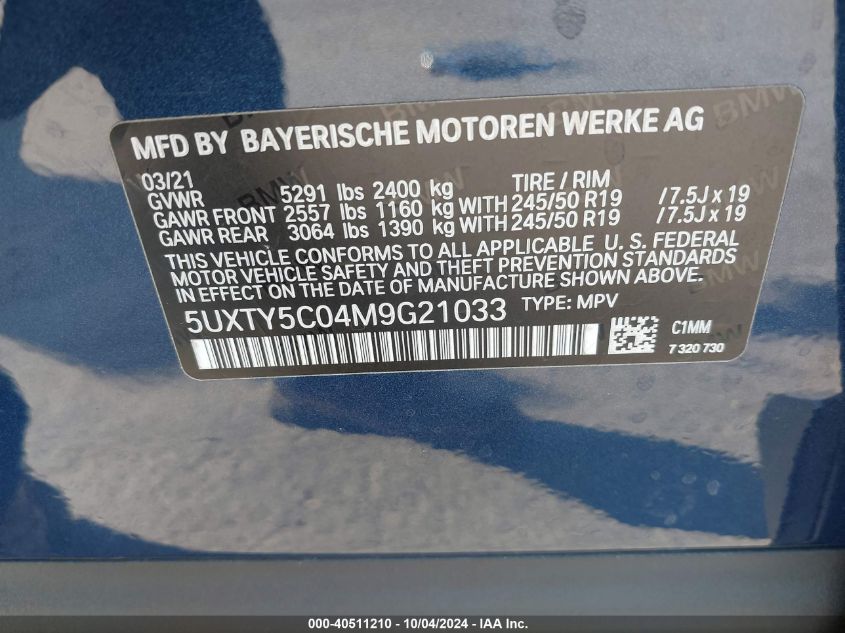 MFD BY BAYERISCHE MOTOREN WERKE AG
03/21 TIRE / RIM
GVWR 5291 lbs 2400 kg
GAWR FRONT 2557 lbs 1160 kg WITH 245/50 R19 /7.5J x 19
GAWR REAR 3064 lbs 1390 kg WITH 245/50 R19 /7.5J x 19
THIS VEHICLE CONFORMS TO ALL APPLICABLE U. S. FEDERAL
MOTOR VEHICLE SAFETY AND THEFT PREVENTION STANDARDS
IN EFFECT ON THE DATE OF MANUFACTURE SHOWN ABOVE.
5UXTY5C04M9G21033 TYPE: MPV
C1MM
7 320 730
000-40511210 - 10/04/2024 - IAA Inc.